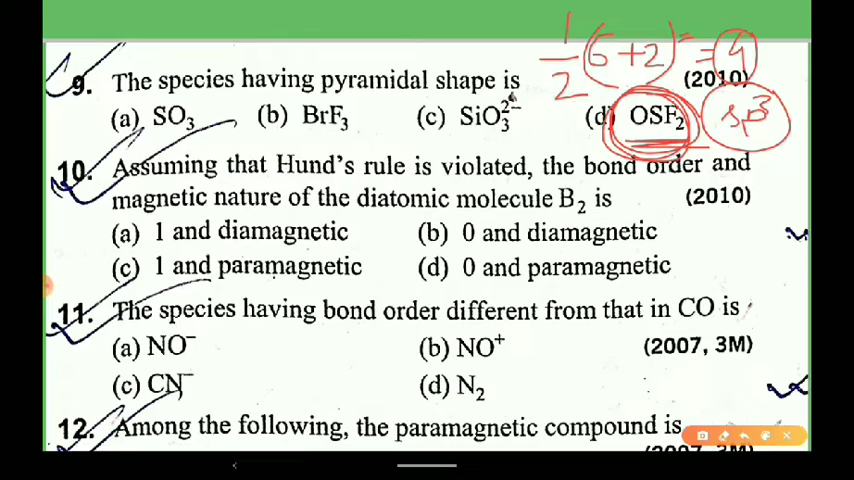 1/2 (6+2) = = 4
9. The species having pyramidal shape is (2010)
(a) SO₃ (b) BrF₃ (c) SiO₃²⁻ (d) OSF₂ sp³
10. Assuming that Hund's rule is violated, the bond order and
magnetic nature of the diatomic molecule B₂ is (2010)
(a) 1 and diamagnetic (b) 0 and diamagnetic
(c) 1 and paramagnetic (d) 0 and paramagnetic
11. The species having bond order different from that in CO is
(a) NO⁻ (b) NO⁺ (2007, 3M)
(c) CN⁻ (d) N₂
12. Among the following, the paramagnetic compound is